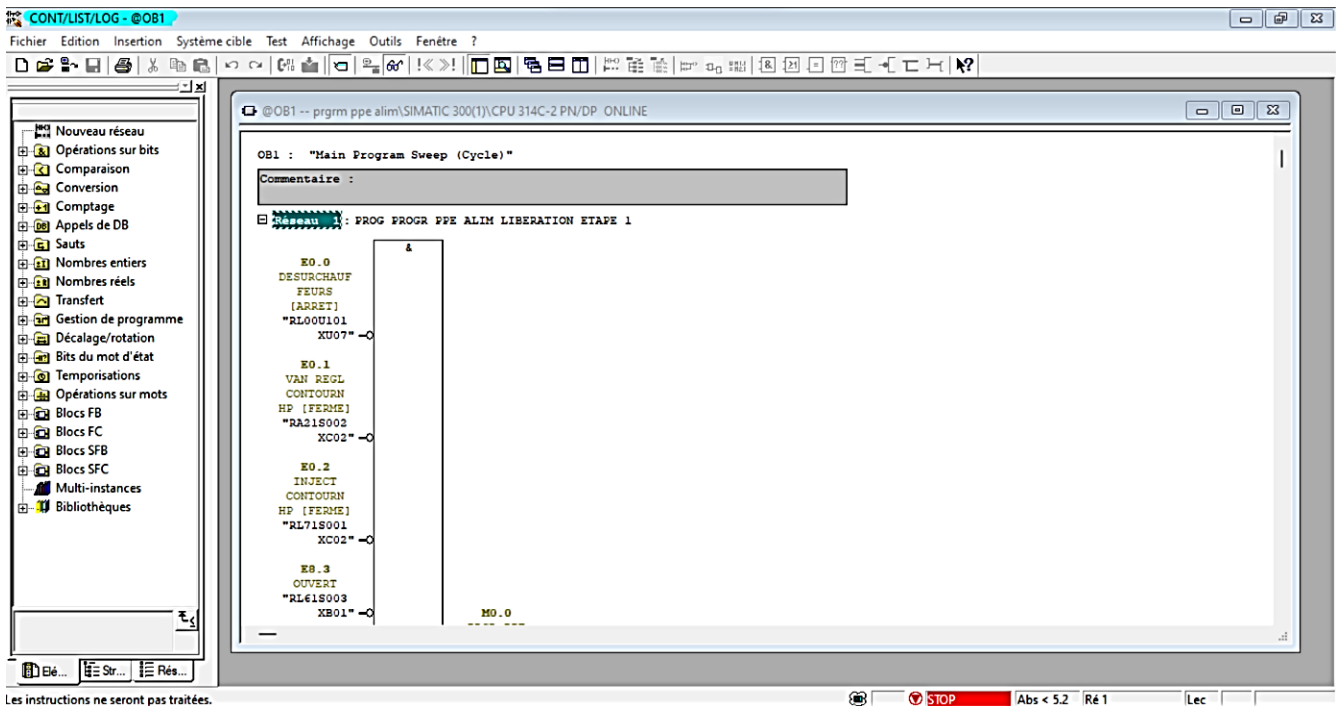 CONT/LIST/LOG - @OB1
Fichier Edition Insertion Système cible Test Affichage Outils Fenêtre ?
@OB1 -- prgrm ppe alim\SIMATIC 300(1)\CPU 314C-2 PN/DP ONLINE
Nouveau réseau
Opérations sur bits
Comparaison
Conversion
Comptage
Appels de DB
Sauts
Nombres entiers
Nombres réels
Transfert
Gestion de programme
Décalage/rotation
Bits du mot d'état
Temporisations
Opérations sur mots
Blocs FB
Blocs FC
Blocs SFB
Blocs SFC
Multi-instances
Bibliothèques
OB1 : "Main Program Sweep (Cycle)"
Commentaire :
Réseau 1 : PROG PROGR PPE ALIM LIBERATION ETAPE 1
&
E0.0
DESURCHAUF
FEURS
[ARRET]
"RL00U101
XU07"
E0.1
VAN REGL
CONTOURN
HP [FERME]
"RA21S002
XC02"
E0.2
INJECT
CONTOURN
HP [FERME]
"RL71S001
XC02"
E8.3
OUVERT
"RL61S003
XB01"
M0.0
Elé... Str... Rés...
Les instructions ne seront pas traitées.
STOP
Abs < 5.2 Ré 1 Lec